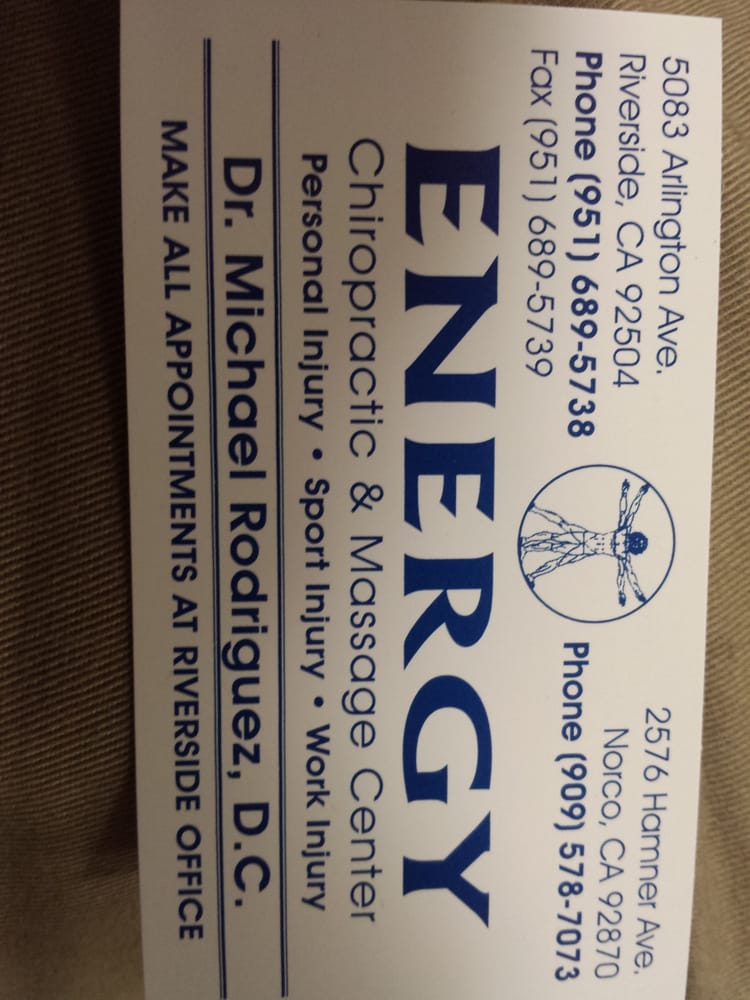 5083 Arlington Ave.
Riverside, CA 92504
Phone (951) 689-5738
Fax (951) 689-5739
2576 Hamner Ave.
Norco, CA 92870
Phone (909) 578-7073
ENERGY
Chiropractic & Massage Center
Personal Injury • Sport Injury • Work Injury
Dr. Michael Rodriguez, D.C.
MAKE ALL APPOINTMENTS AT RIVERSIDE OFFICE